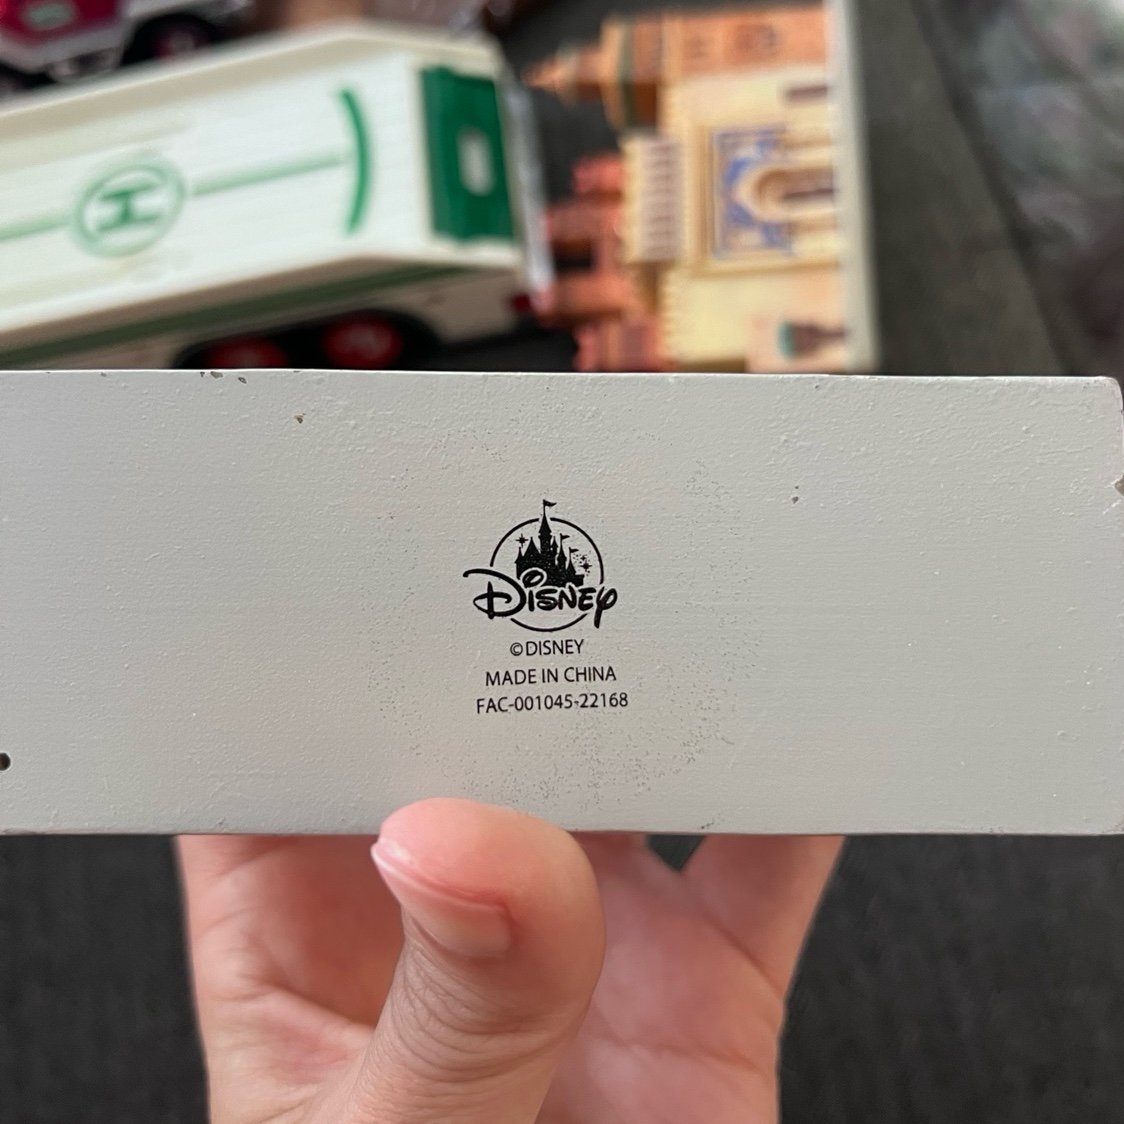 H
DISNEY
©DISNEY
MADE IN CHINA
FAC-001045-22168